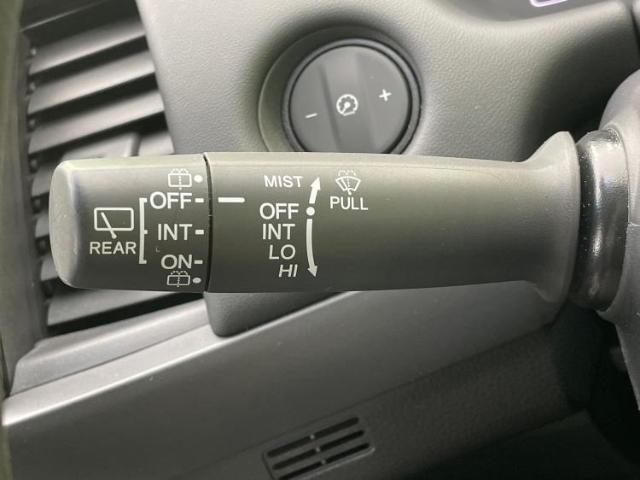 − +
MIST
PULL
OFF
OFF
INT
INT
REAR
LO
ON
HI